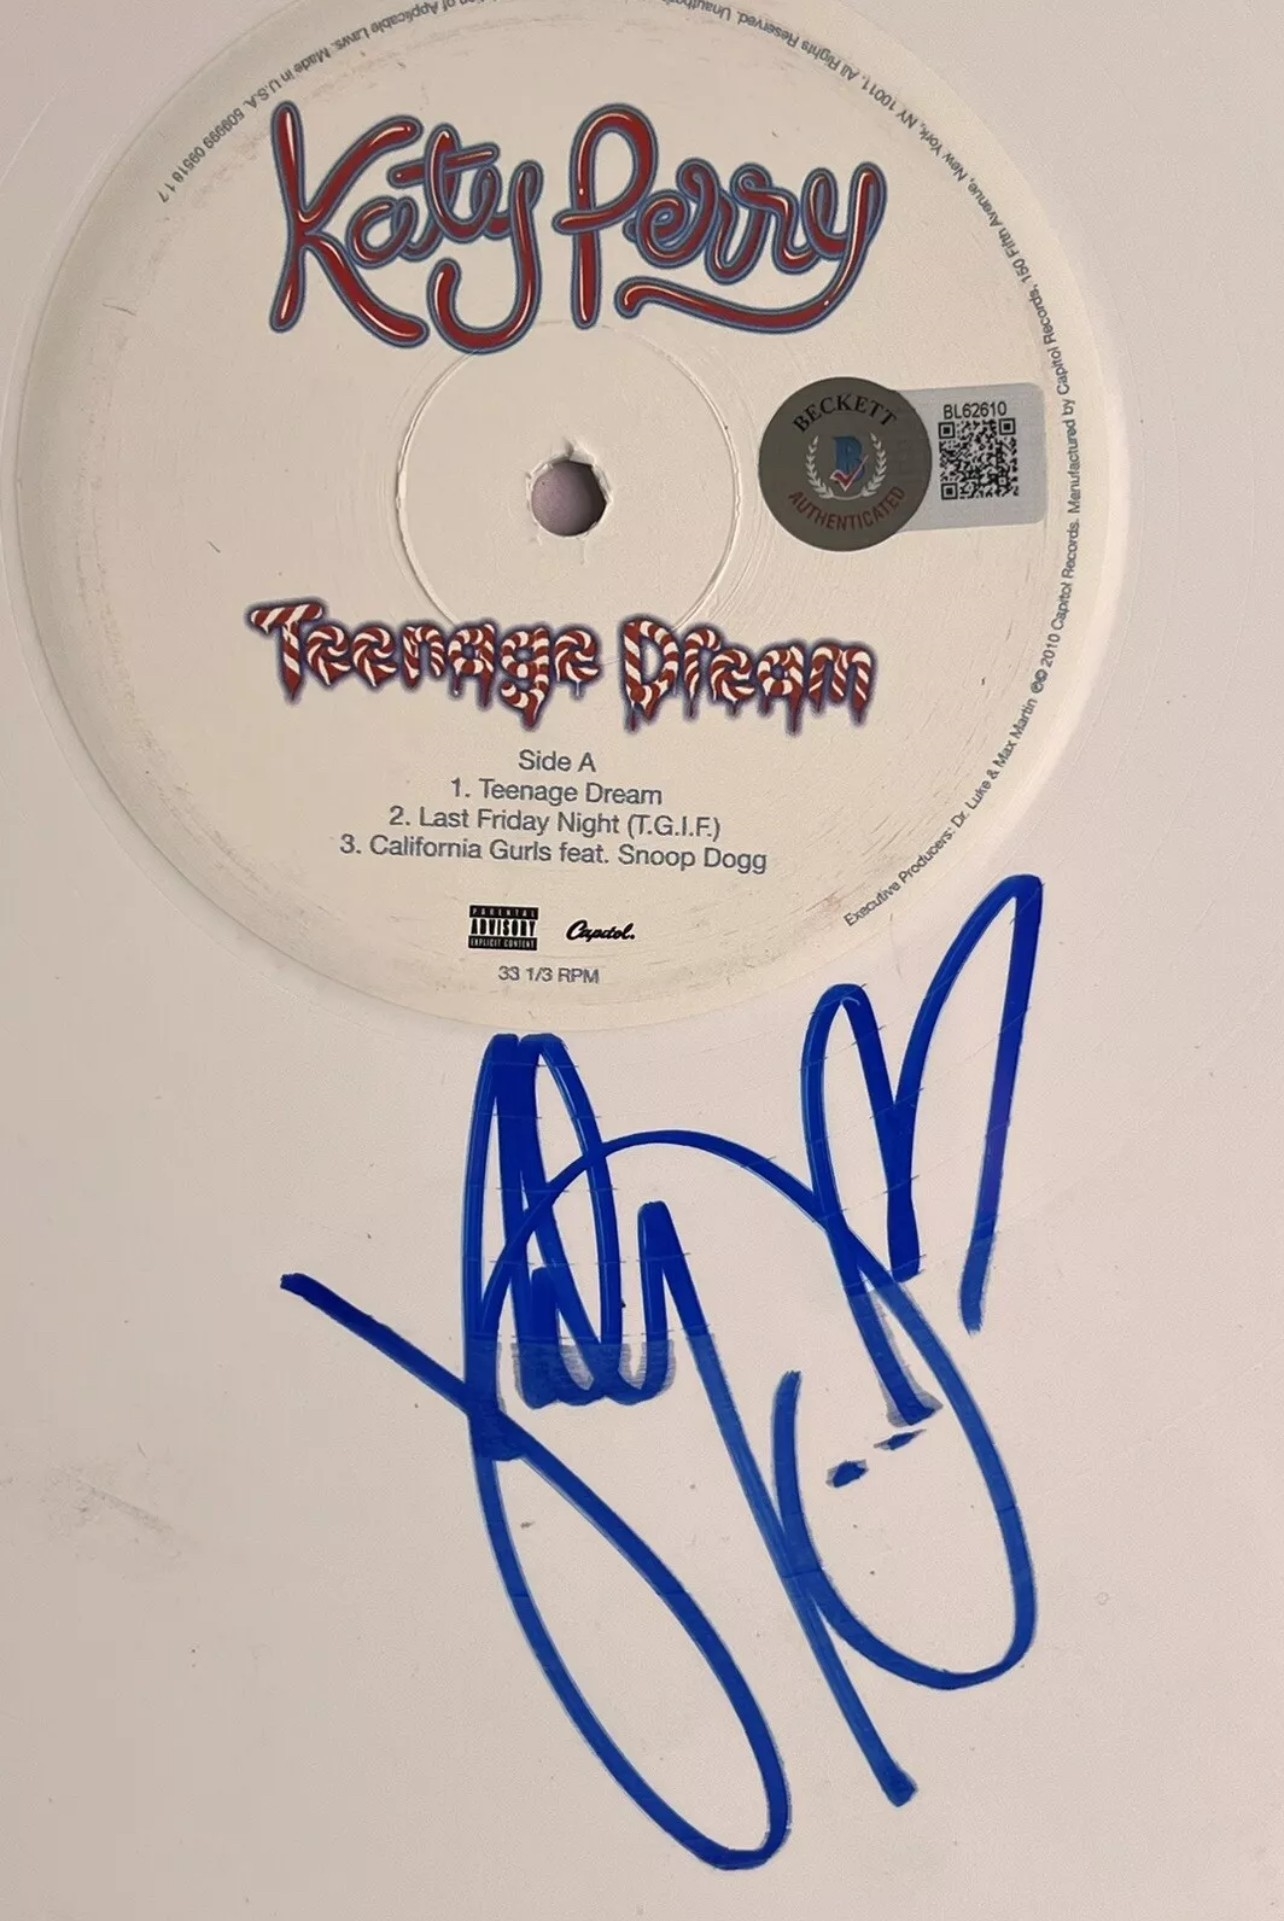 Katy Perry
BECKETT
B
AUTHENTICATED
BL62610
Teenage Dream
Side A
1. Teenage Dream
2. Last Friday Night (T.G.I.F.)
3. California Gurls feat. Snoop Dogg
PARENTAL
ADVISORY
EXPLICIT CONTENT
Capitol.
33 1/3 RPM
Executive Producers: Dr. Luke & Max Martin ℗© 2010 Capitol Records. Manufactured by Capitol Records, 150 Fifth Avenue, New York, NY 10011. All Rights Reserved. of Applicable Laws. Made in U.S.A. 509999 09518 1 7